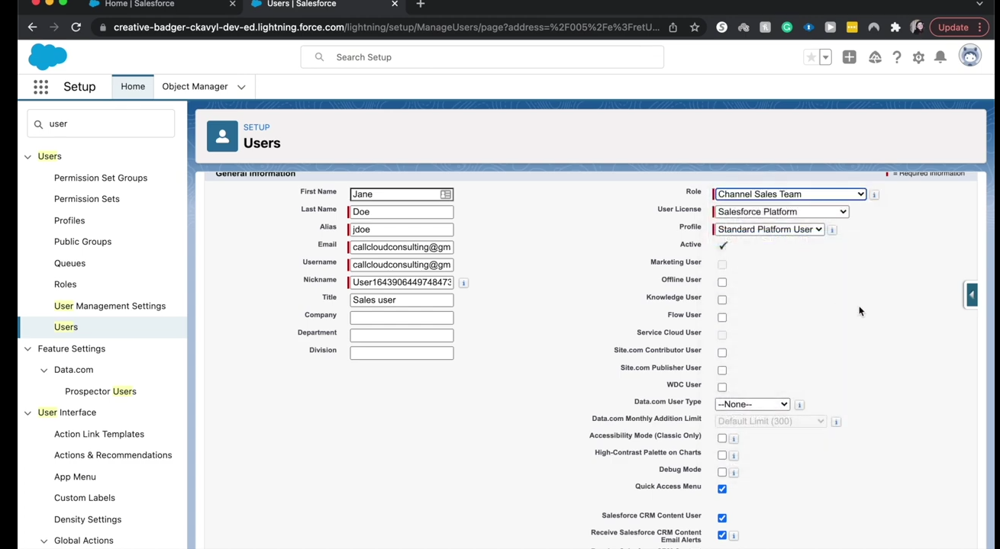 Home | Salesforce
Users | Salesforce
creative-badger-ckavyl-dev-ed.lightning.force.com/lightning/setup/ManageUsers/page?address=%2F005%2Fe%3FretU...
Update
Search Setup
Setup
Home
Object Manager
user
SETUP
Users
Users
Permission Set Groups
Permission Sets
Profiles
Public Groups
Queues
Roles
User Management Settings
Users
Feature Settings
Data.com
Prospector Users
User Interface
Action Link Templates
Actions & Recommendations
App Menu
Custom Labels
Density Settings
Global Actions
General Information
= Required Information
First Name Jane
Last Name Doe
Alias jdoe
Email callcloudconsulting@gm
Username callcloudconsulting@gm
Nickname User1643906449748473
Title Sales user
Company
Department
Division
Role Channel Sales Team
User License Salesforce Platform
Profile Standard Platform User
Active
Marketing User
Offline User
Knowledge User
Flow User
Service Cloud User
Site.com Contributor User
Site.com Publisher User
WDC User
Data.com User Type --None--
Data.com Monthly Addition Limit Default Limit (300)
Accessibility Mode (Classic Only)
High-Contrast Palette on Charts
Debug Mode
Quick Access Menu
Salesforce CRM Content User
Receive Salesforce CRM Content
Email Alerts